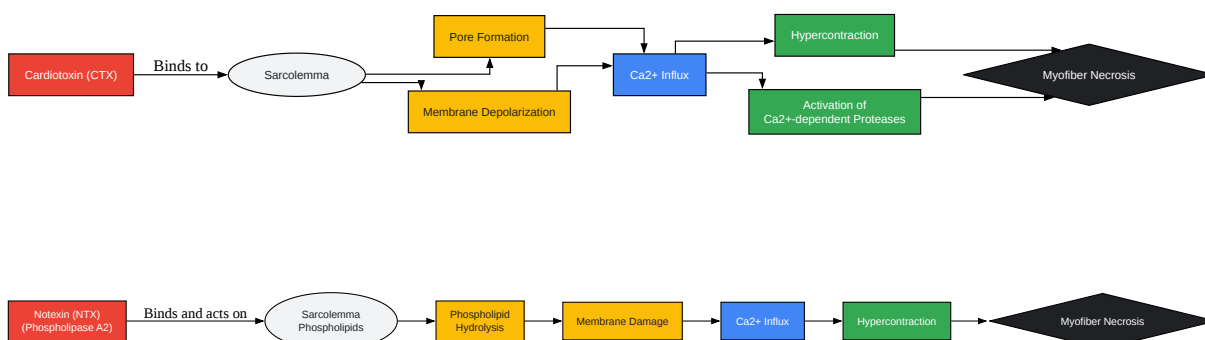 Cardiotoxin (CTX)
Binds to
Sarcolemma
Pore Formation
Membrane Depolarization
Ca2+ Influx
Hypercontraction
Activation of
Ca2+-dependent Proteases
Myofiber Necrosis
Notexin (NTX)
(Phospholipase A2)
Binds and acts on
Sarcolemma
Phospholipids
Phospholipid
Hydrolysis
Membrane Damage
Ca2+ Influx
Hypercontraction
Myofiber Necrosis